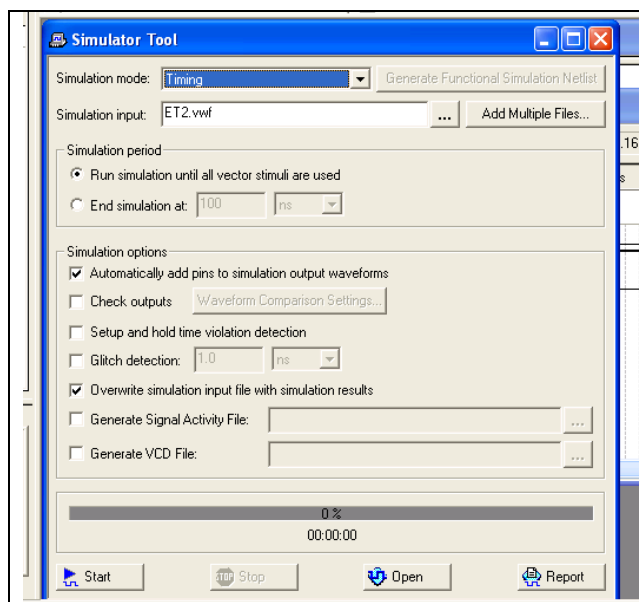 Simulator Tool
Simulation mode: Timing Generate Functional Simulation Netlist
Simulation input: ET2.vwf ... Add Multiple Files...
.16
s
Simulation period
Run simulation until all vector stimuli are used
End simulation at: 100 ns
Simulation options
Automatically add pins to simulation output waveforms
Check outputs Waveform Comparison Settings...
Setup and hold time violation detection
Glitch detection: 1.0 ns
Overwrite simulation input file with simulation results
Generate Signal Activity File: ...
Generate VCD File: ...
0 %
00:00:00
Start STOP Stop Open Report